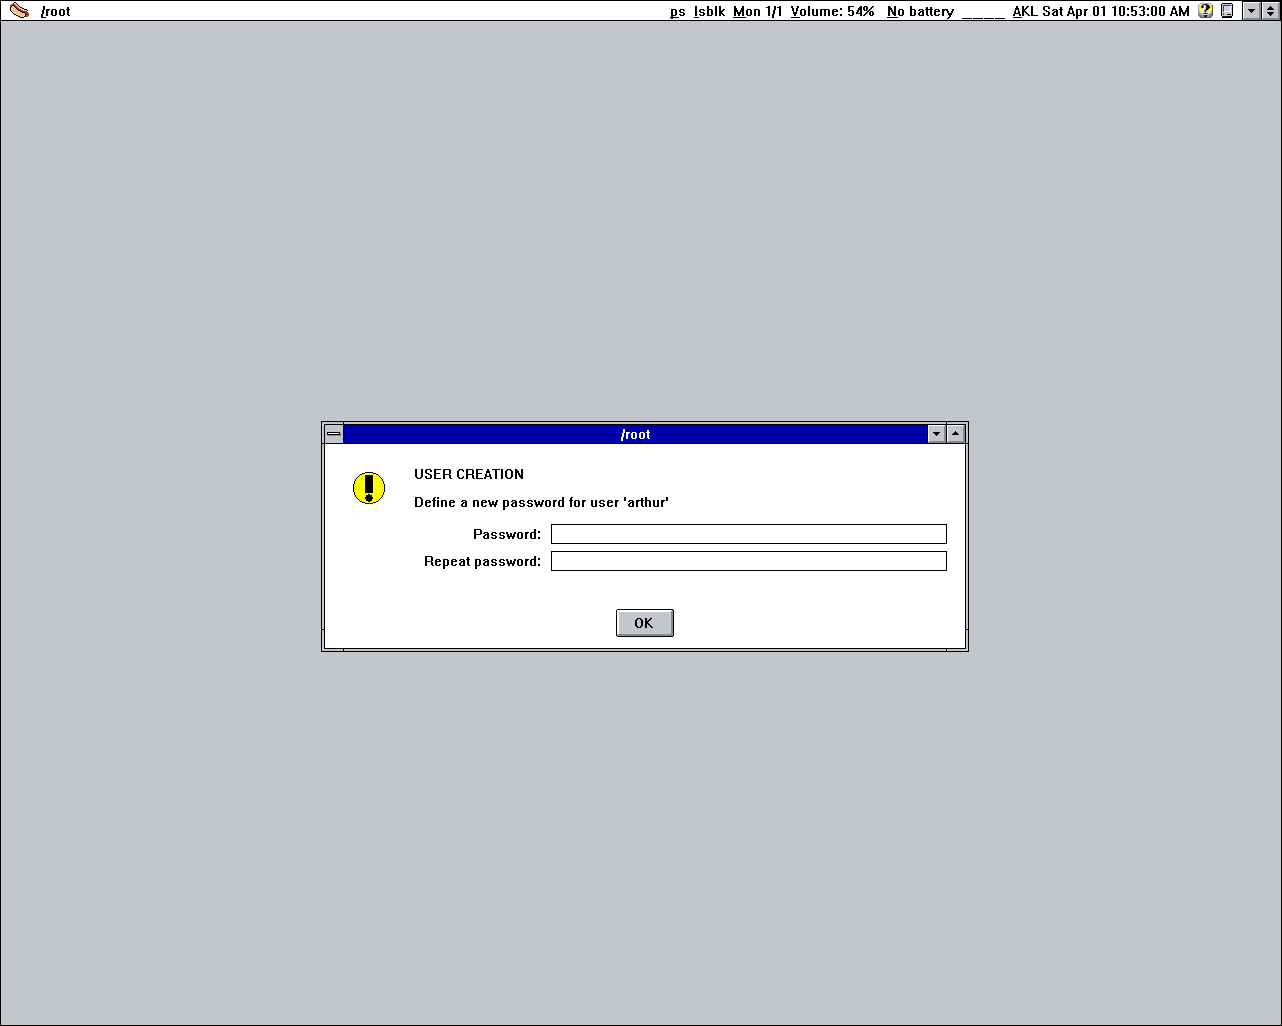 /root ps lsblk Mon 1/1 Volume: 54% No battery ____ AKL Sat Apr 01 10:53:00 AM
/root
USER CREATION
Define a new password for user 'arthur'
Password:
Repeat password:
OK